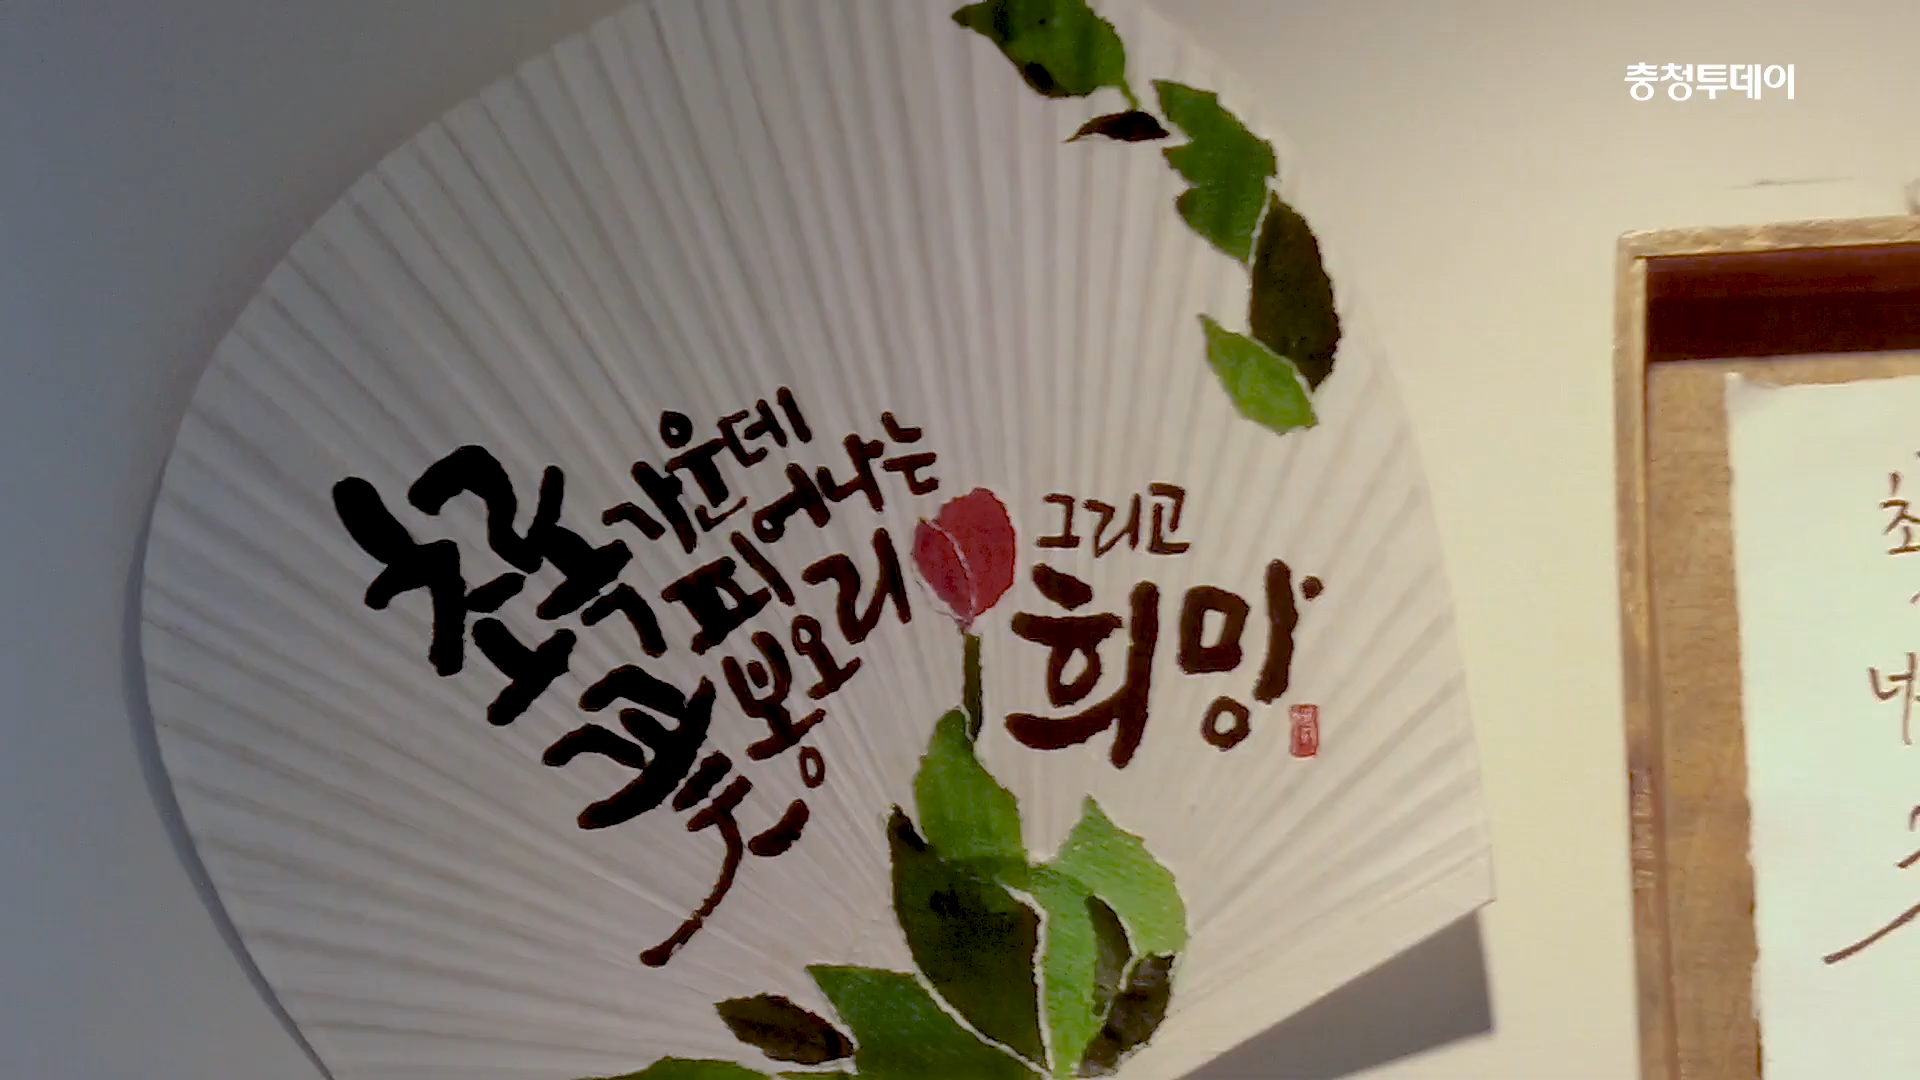 충청투데이
초록 가운데
피어나는
꽃봉오리
그리고
희망